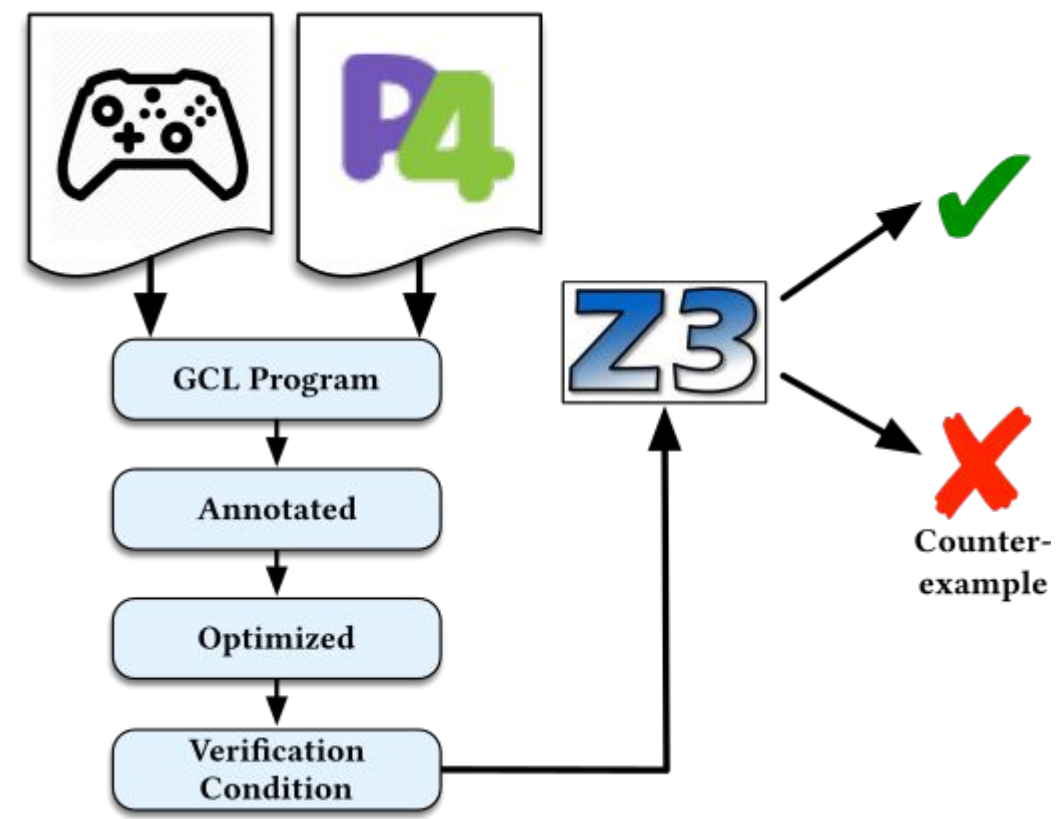 P4
GCL Program
Annotated
Optimized
Verification
Condition
Z3
Counter-
example